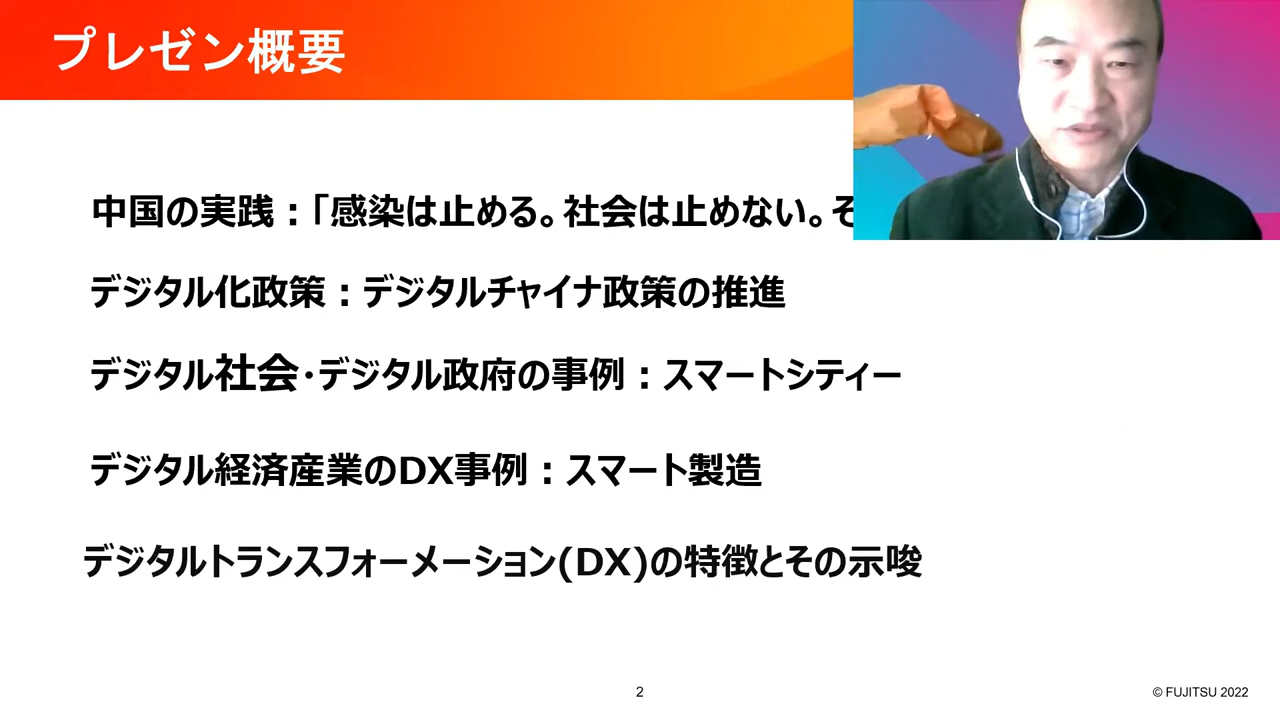 プレゼン概要
中国の実践：「感染は止める。社会は止めない。そ
デジタル化政策：デジタルチャイナ政策の推進
デジタル社会・デジタル政府の事例：スマートシティー
デジタル経済産業のDX事例：スマート製造
デジタルトランスフォーメーション(DX)の特徴とその示唆
2
© FUJITSU 2022